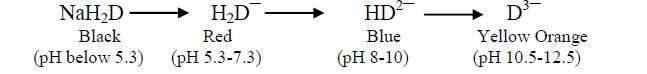 NaH₂D → H₂D⁻ → HD²⁻ → D³⁻
Black Red Blue Yellow Orange
(pH below 5.3) (pH 5.3-7.3) (pH 8-10) (pH 10.5-12.5)